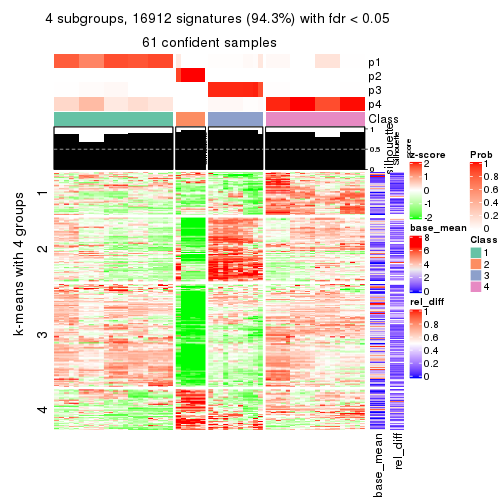 4 subgroups, 16912 signatures (94.3%) with fdr < 0.05
61 confident samples
p1
p2
p3
p4
Class
1
0.5
0
Silhouette
score
silhouette
k-means with 4 groups
1
2
3
4
base_mean
rel_diff
z-score
2
1
0
-1
-2
base_mean
8
6
4
2
0
rel_diff
1
0.8
0.6
0.4
0.2
0
Prob
1
0.8
0.6
0.4
0.2
0
Class
1
2
3
4